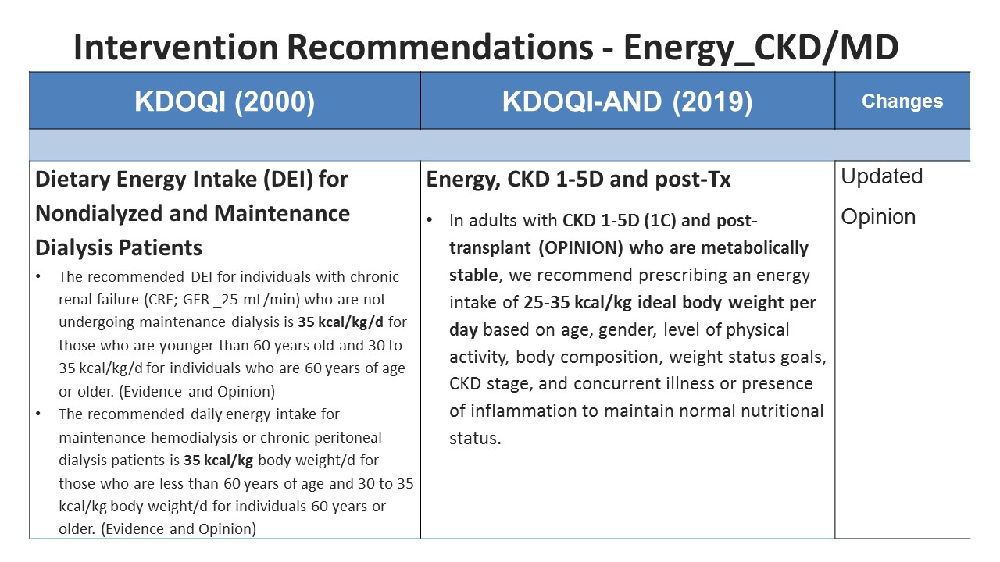 Intervention Recommendations - Energy_CKD/MD
KDOQI (2000)
KDOQI-AND (2019)
Changes
Dietary Energy Intake (DEI) for
Nondialyzed and Maintenance
Dialysis Patients
• The recommended DEI for individuals with chronic
renal failure (CRF; GFR _25 mL/min) who are not
undergoing maintenance dialysis is 35 kcal/kg/d for
those who are younger than 60 years old and 30 to
35 kcal/kg/d for individuals who are 60 years of age
or older. (Evidence and Opinion)
• The recommended daily energy intake for
maintenance hemodialysis or chronic peritoneal
dialysis patients is 35 kcal/kg body weight/d for
those who are less than 60 years of age and 30 to 35
kcal/kg body weight/d for individuals 60 years or
older. (Evidence and Opinion)
Energy, CKD 1-5D and post-Tx
• In adults with CKD 1-5D (1C) and post-
transplant (OPINION) who are metabolically
stable, we recommend prescribing an energy
intake of 25-35 kcal/kg ideal body weight per
day based on age, gender, level of physical
activity, body composition, weight status goals,
CKD stage, and concurrent illness or presence
of inflammation to maintain normal nutritional
status.
Updated
Opinion